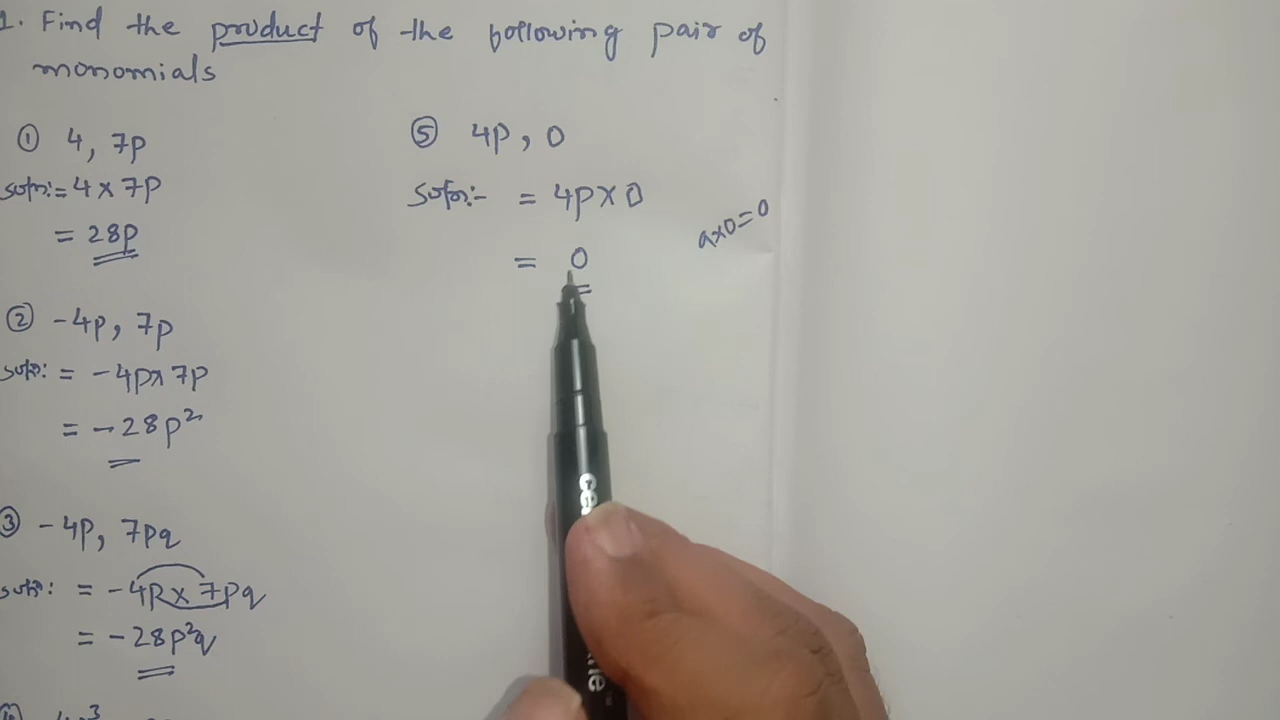 1. Find the product of the following pair of
monomials
① 4, 7p
Soln:= 4 x 7p
= 28p
② -4p, 7p
Soln: = -4p x 7p
= -28p²
③ -4p, 7pq
Soln: = -4p x 7pq
= -28p²q
⑤ 4p, 0
Soln:- = 4p x 0
a x 0 = 0
= 0